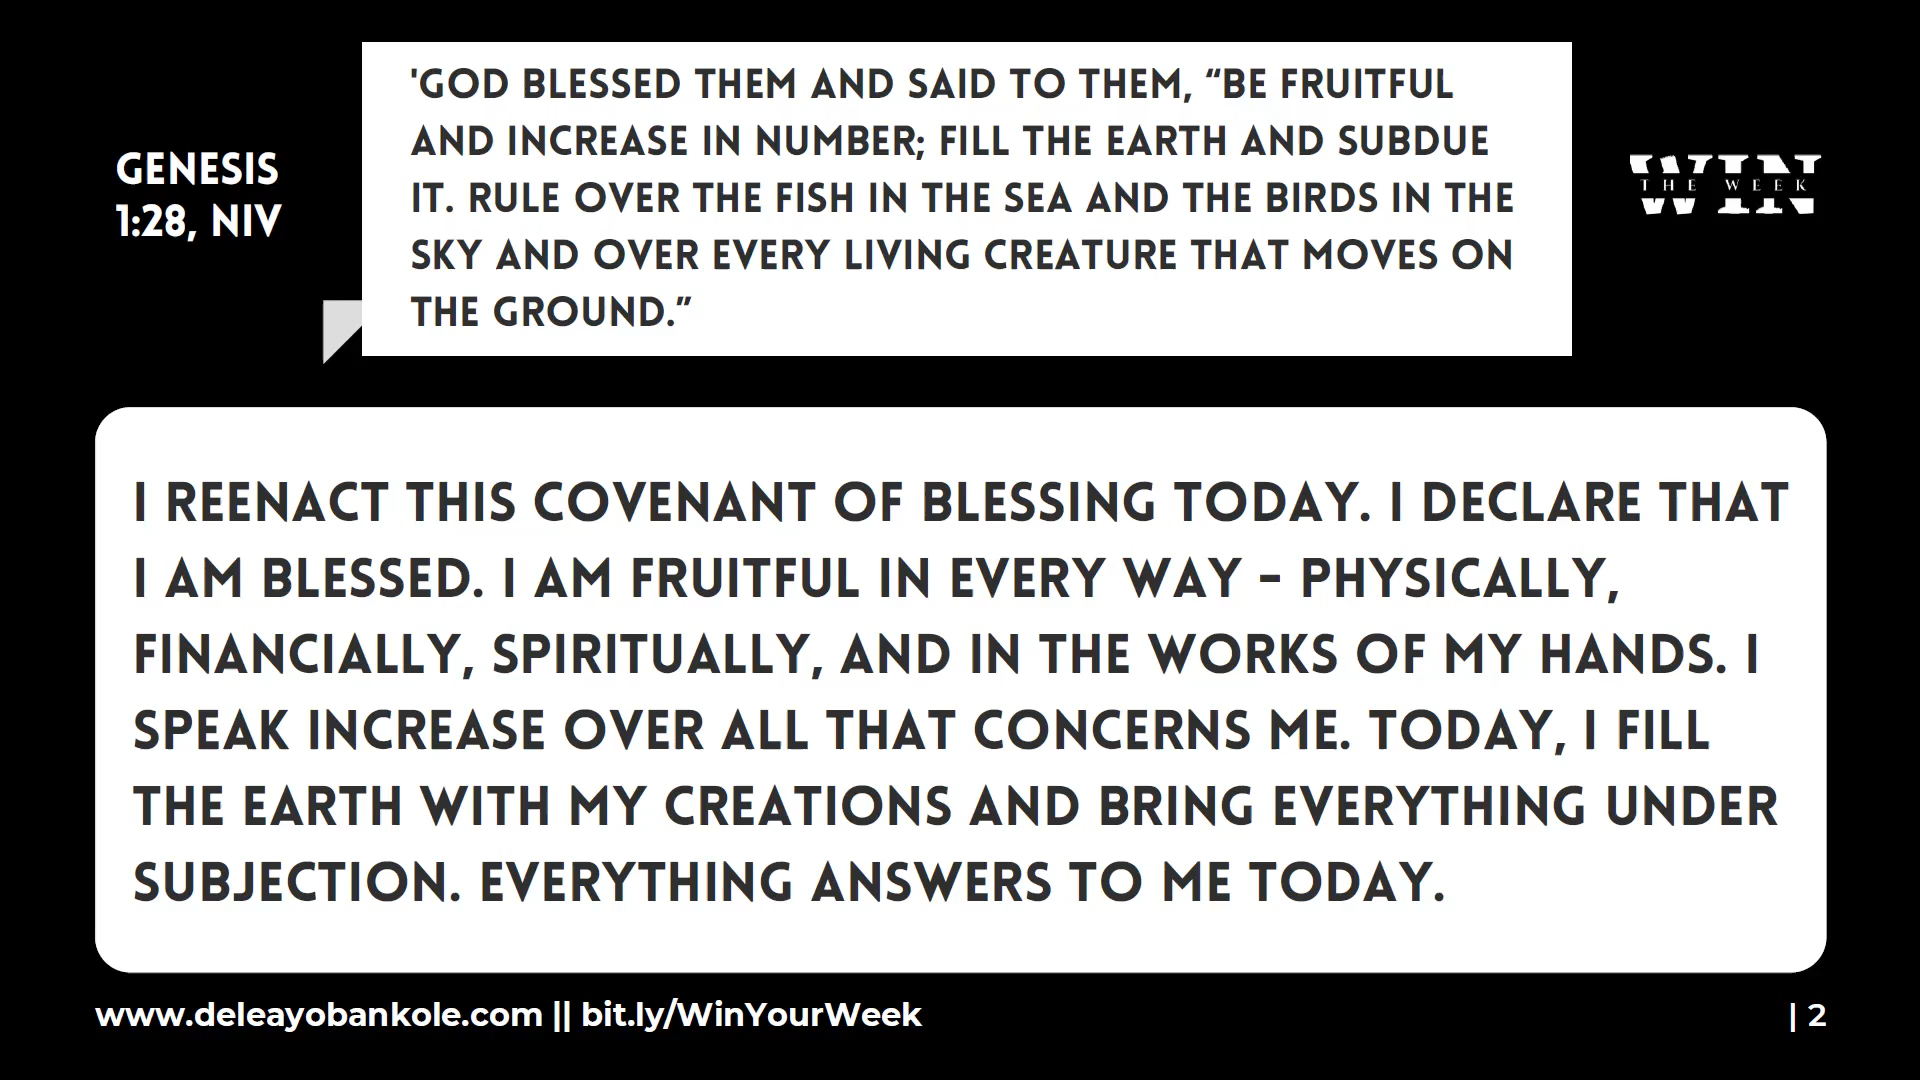 GENESIS
1:28, NIV
'GOD BLESSED THEM AND SAID TO THEM, “BE FRUITFUL
AND INCREASE IN NUMBER; FILL THE EARTH AND SUBDUE
IT. RULE OVER THE FISH IN THE SEA AND THE BIRDS IN THE
SKY AND OVER EVERY LIVING CREATURE THAT MOVES ON
THE GROUND.”
WIN
THE WEEK
I REENACT THIS COVENANT OF BLESSING TODAY. I DECLARE THAT
I AM BLESSED. I AM FRUITFUL IN EVERY WAY - PHYSICALLY,
FINANCIALLY, SPIRITUALLY, AND IN THE WORKS OF MY HANDS. I
SPEAK INCREASE OVER ALL THAT CONCERNS ME. TODAY, I FILL
THE EARTH WITH MY CREATIONS AND BRING EVERYTHING UNDER
SUBJECTION. EVERYTHING ANSWERS TO ME TODAY.
www.deleayobankole.com || bit.ly/WinYourWeek
| 2